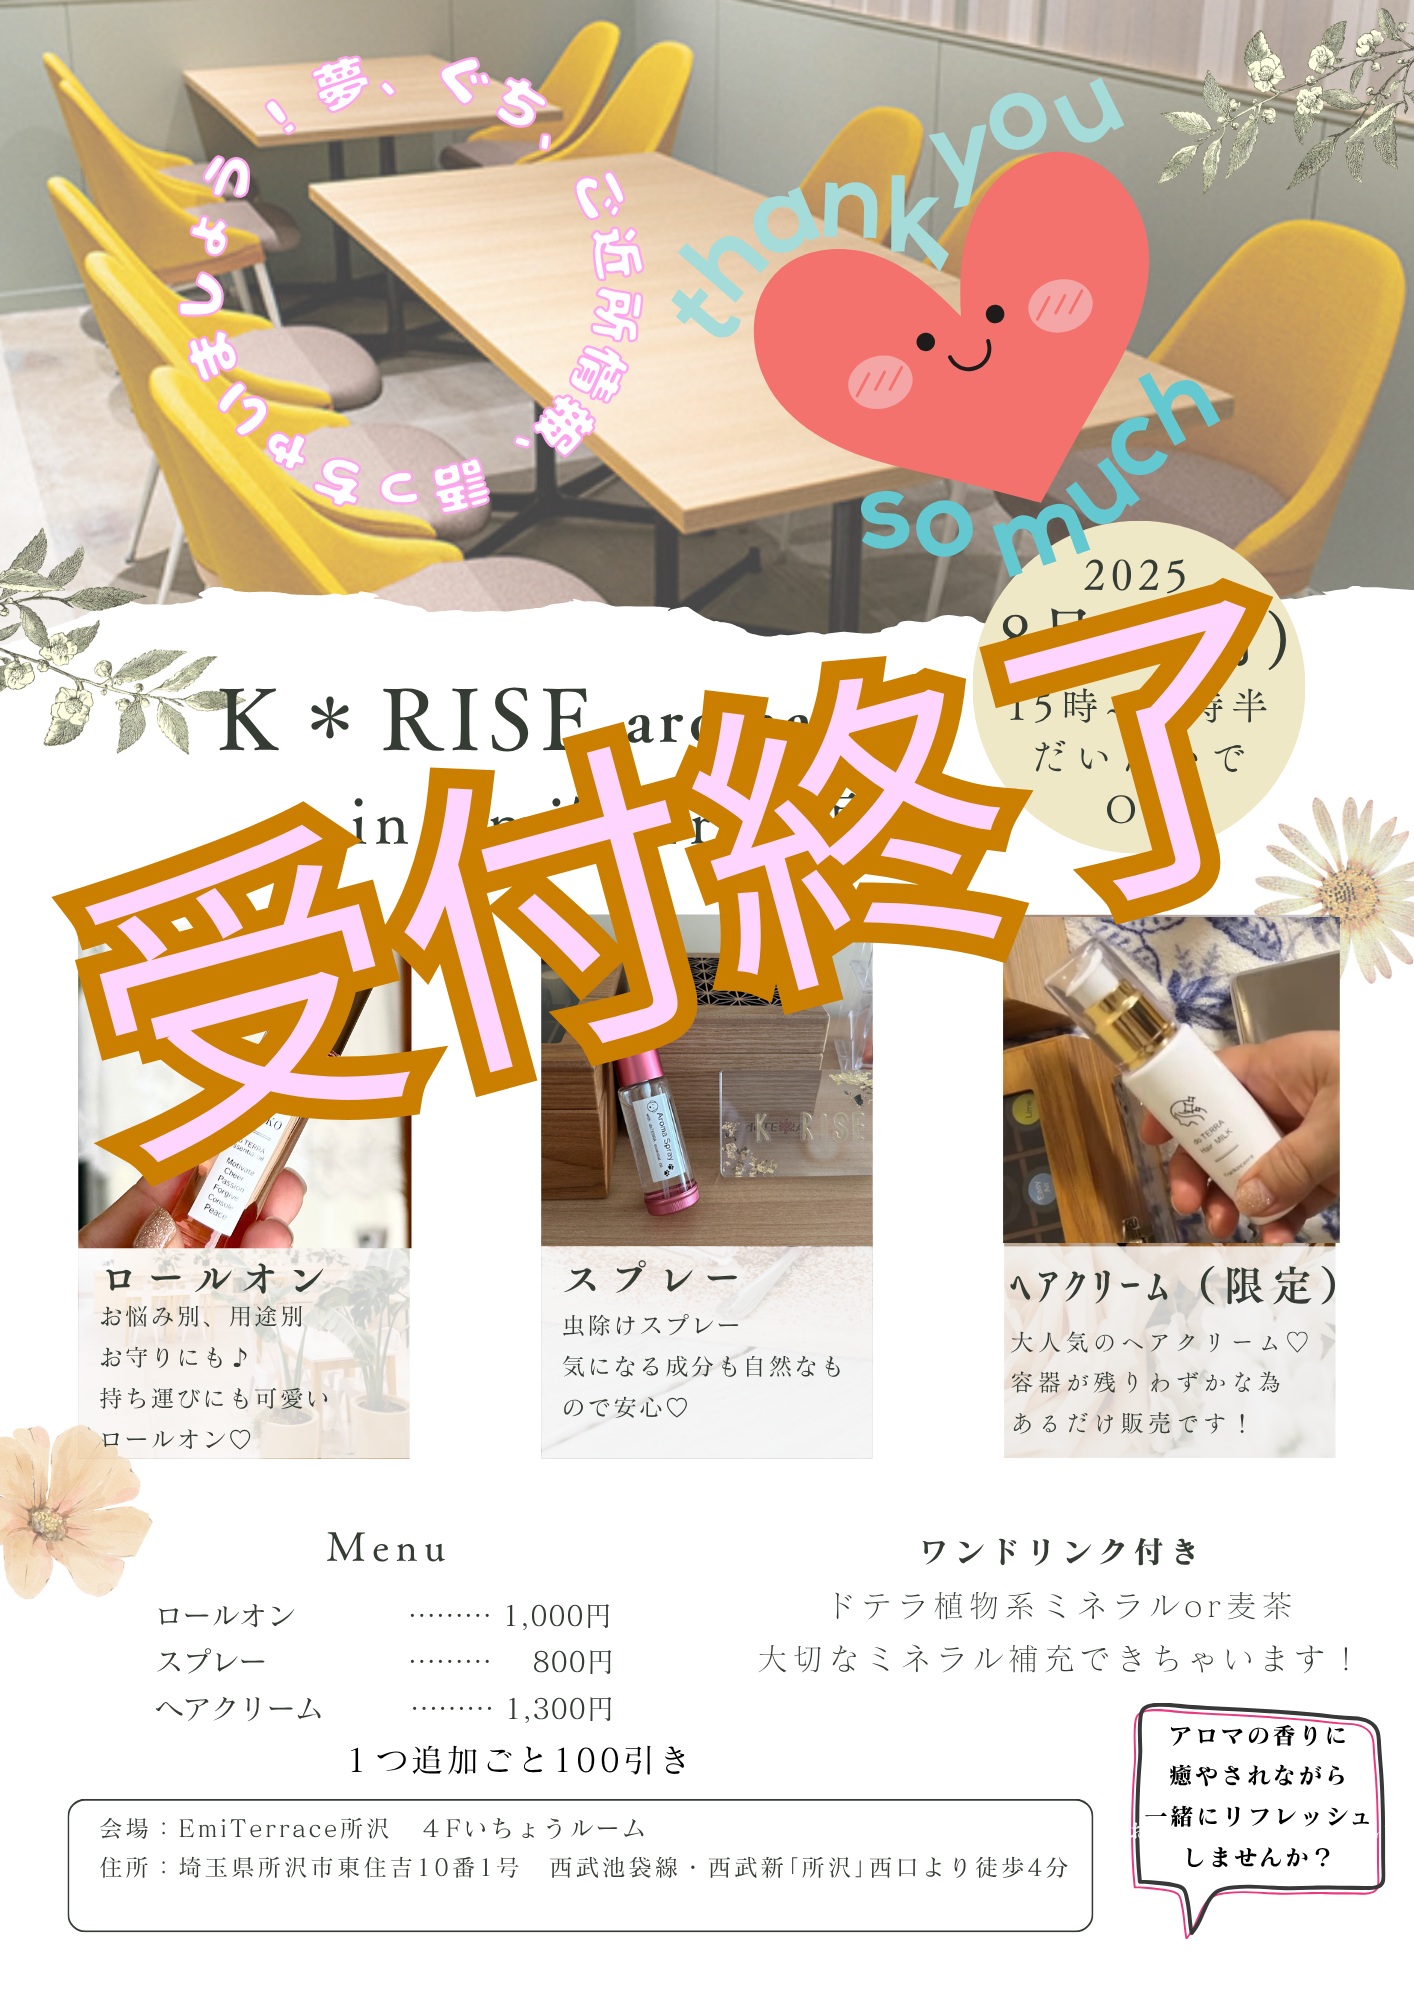 夢、ぐち、ご近所情報、話っちゃいましょう!
thank you
so much
2025
15時
だい
で
K＊RISE
in
受付終了
Motivate
Cheer
Passion
Forgive
Console
Peace
Aroma Spray
K RISE
Lime
TERRA
Hair MILK
ロールオン
お悩み別、用途別
お守りにも♪
持ち運びにも可愛い
ロールオン♡
スプレー
虫除けスプレー
気になる成分も自然なも
ので安心♡
ヘアクリーム（限定）
大人気のヘアクリーム♡
容器が残りわずかな為
あるだけ販売です！
Menu
ロールオン ……… 1,000円
スプレー ……… 800円
ヘアクリーム ……… 1,300円
１つ追加ごと100引き
ワンドリンク付き
ドテラ植物系ミネラルor麦茶
大切なミネラル補充できちゃいます！
アロマの香りに
癒やされながら
一緒にリフレッシュ
しませんか？
会場：EmiTerrace所沢　４Fいちょうルーム
住所：埼玉県所沢市東住吉10番1号　西武池袋線・西武新｢所沢｣西口より徒歩4分